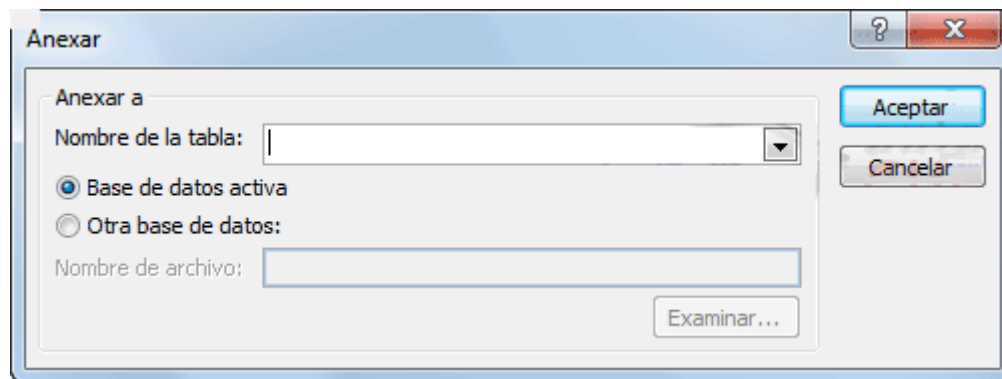 Anexar
Anexar a
Aceptar
Nombre de la tabla:
Cancelar
Base de datos activa
Otra base de datos:
Nombre de archivo:
Examinar...